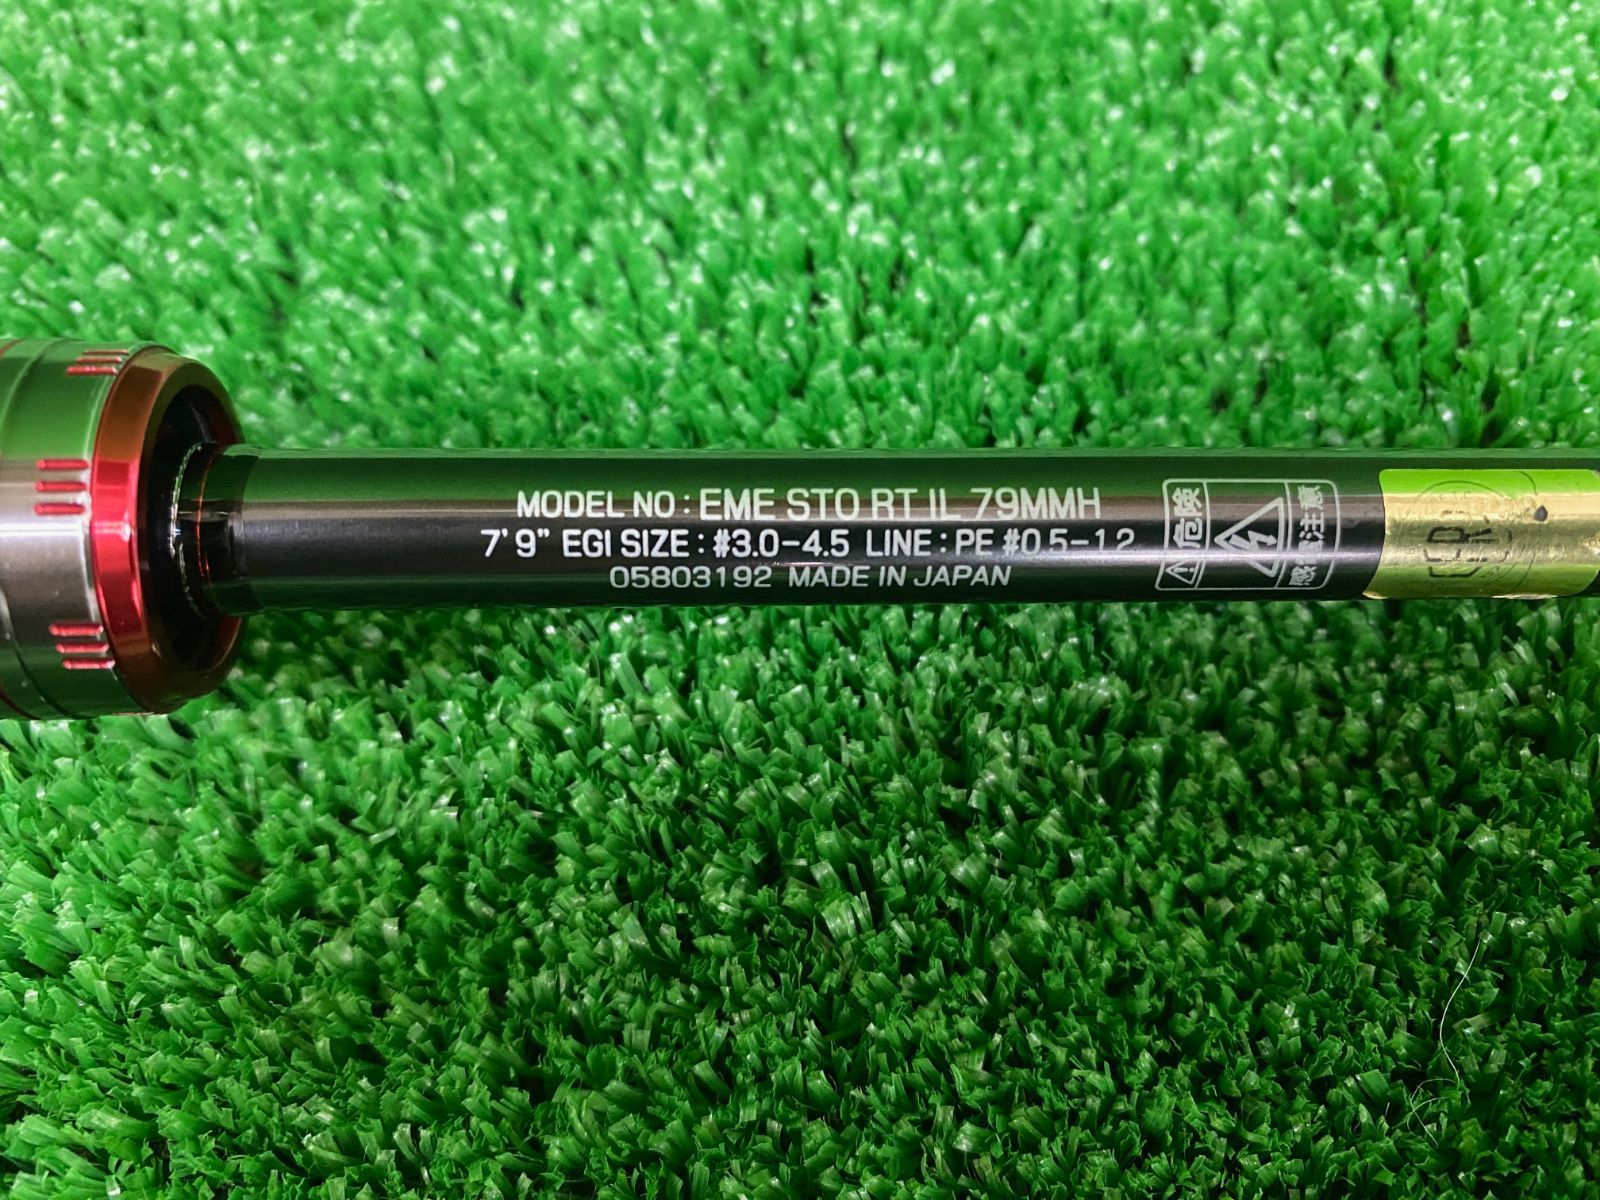 MODEL NO : EME STO RT IL 79MMH
7'9" EGI SIZE : #3.0-4.5 LINE : PE #0.5-1.2
05803192 MADE IN JAPAN
危険
感電注意